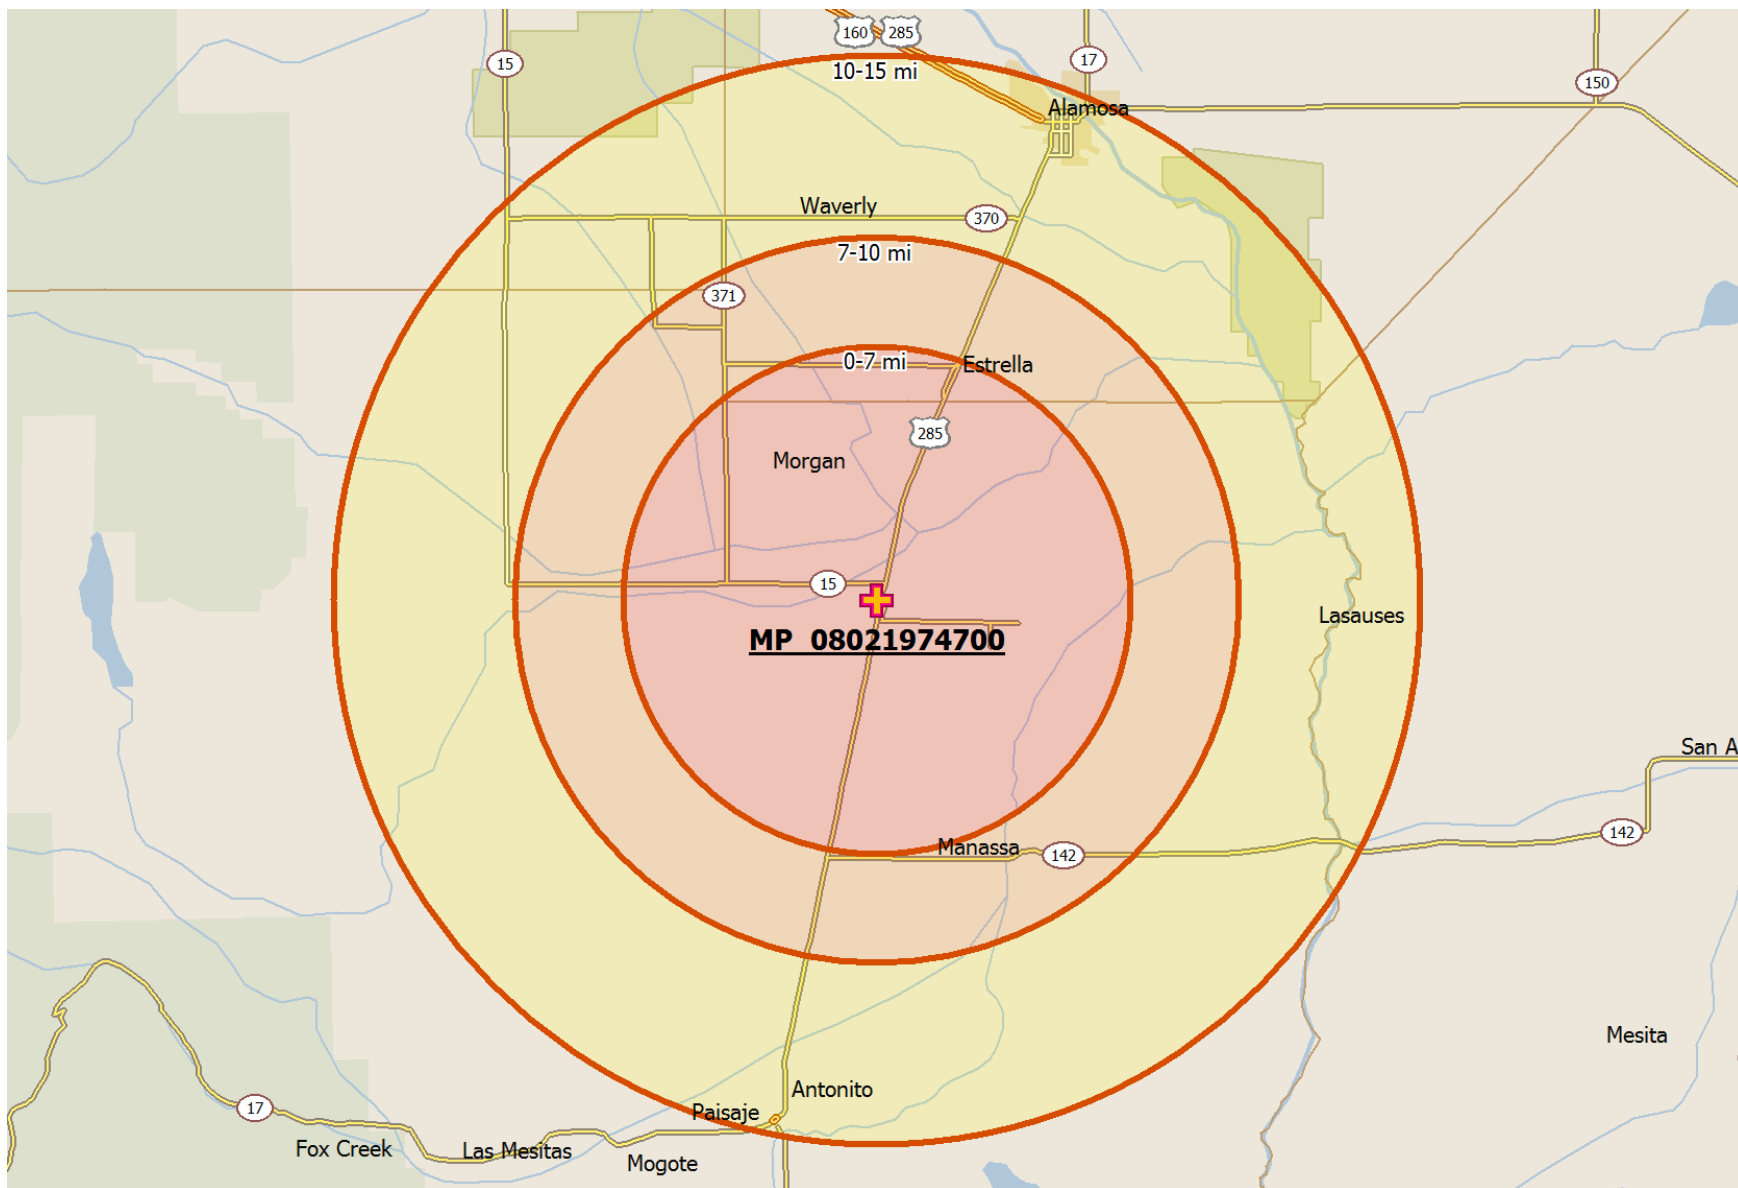 160
285
15
17
10-15 mi
150
Alamosa
Waverly
370
7-10 mi
371
0-7 mi
Estrella
285
Morgan
15
Lasauses
MP 08021974700
San A
142
Manassa
142
Mesita
Antonito
17
Paisaje
Fox Creek
Las Mesitas
Mogote